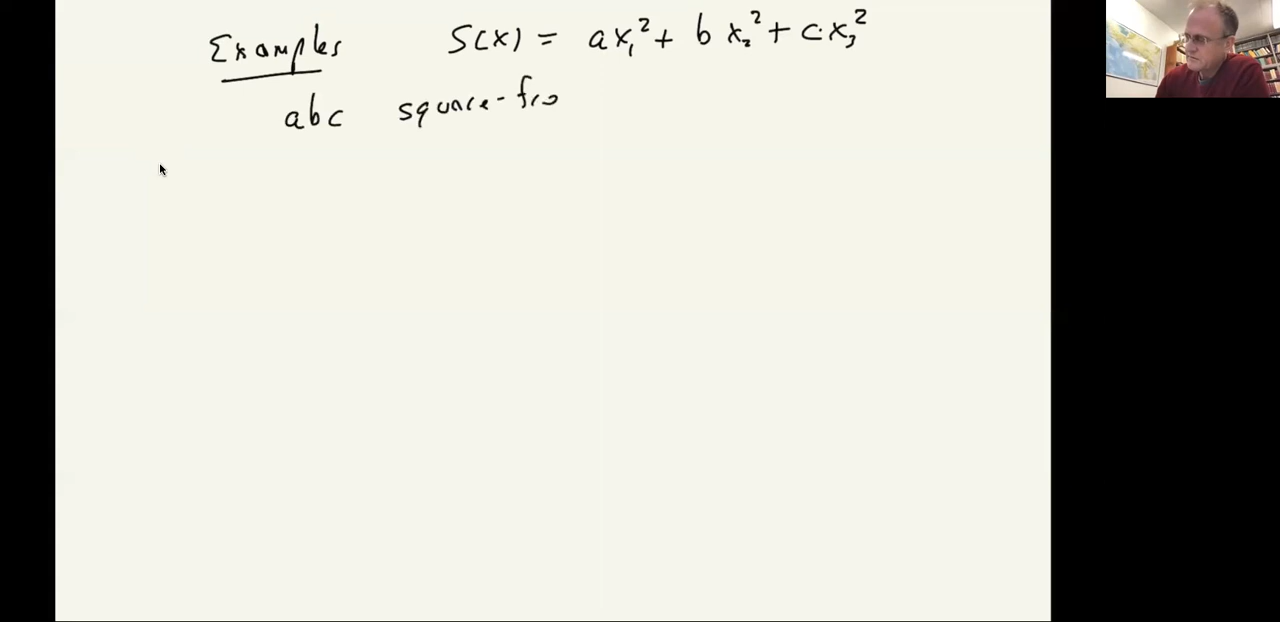 Examples S(x) = ax₁² + bx₂² + cx₃²
abc square-fre